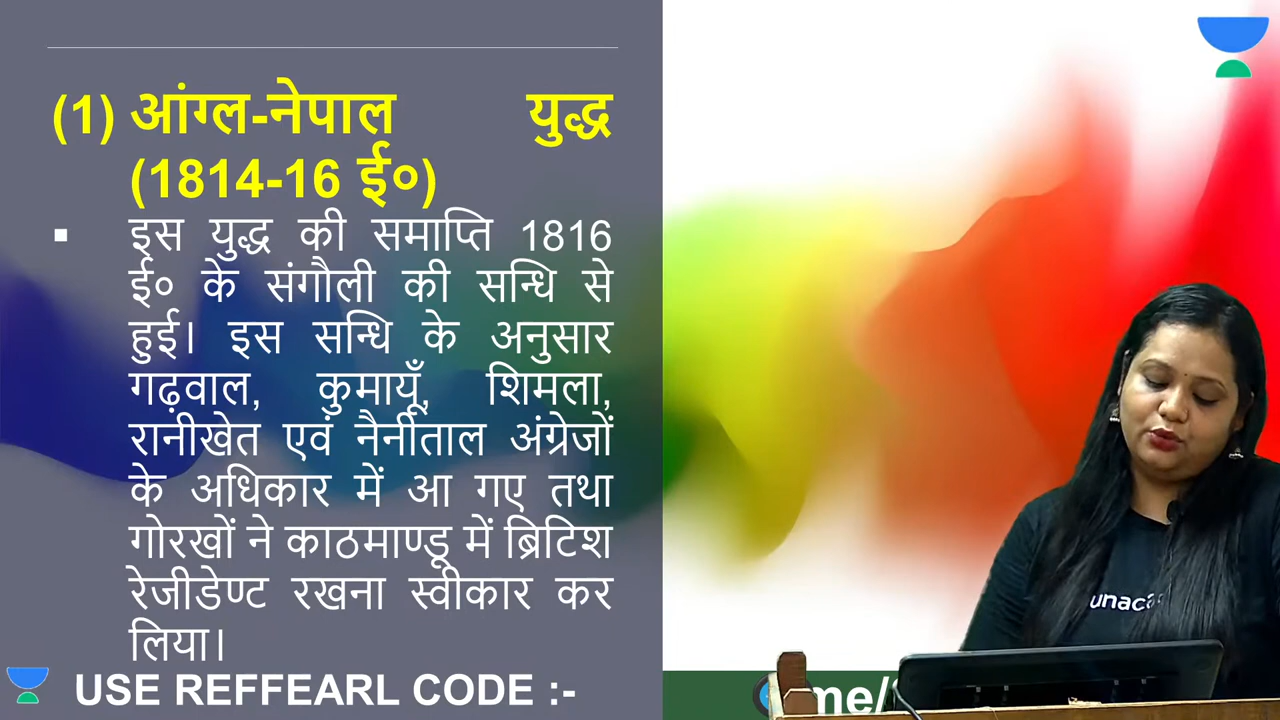 (1) आंग्ल-नेपाल युद्ध
(1814-16 ई०)
▪ इस युद्ध की समाप्ति 1816
ई० के संगौली की सन्धि से
हुई। इस सन्धि के अनुसार
गढ़वाल, कुमायूँ, शिमला,
रानीखेत एवं नैनीताल अंग्रेजों
के अधिकार में आ गए तथा
गोरखों ने काठमाण्डू में ब्रिटिश
रेजीडेण्ट रखना स्वीकार कर
लिया।
USE REFFEARL CODE :-